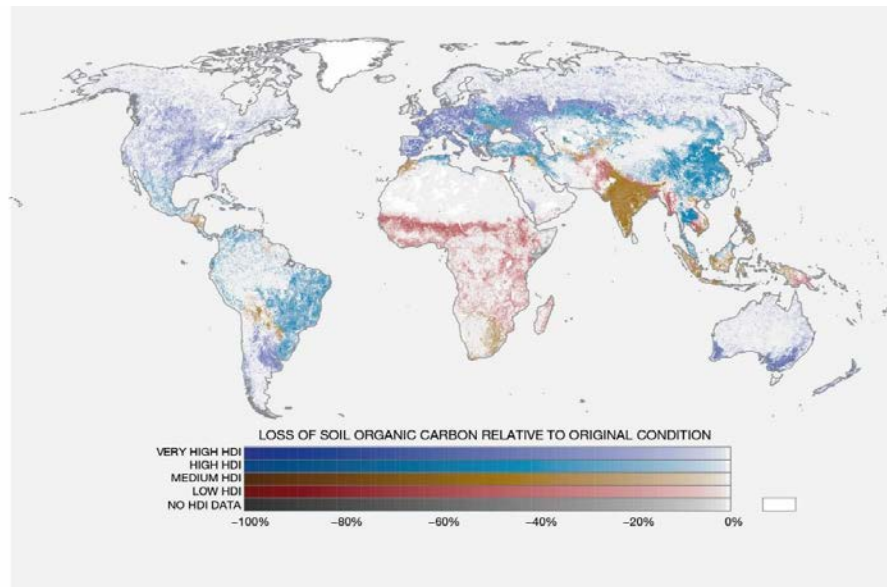 LOSS OF SOIL ORGANIC CARBON RELATIVE TO ORIGINAL CONDITION
VERY HIGH HDI
HIGH HDI
MEDIUM HDI
LOW HDI
NO HDI DATA
-100% -80% -60% -40% -20% 0%